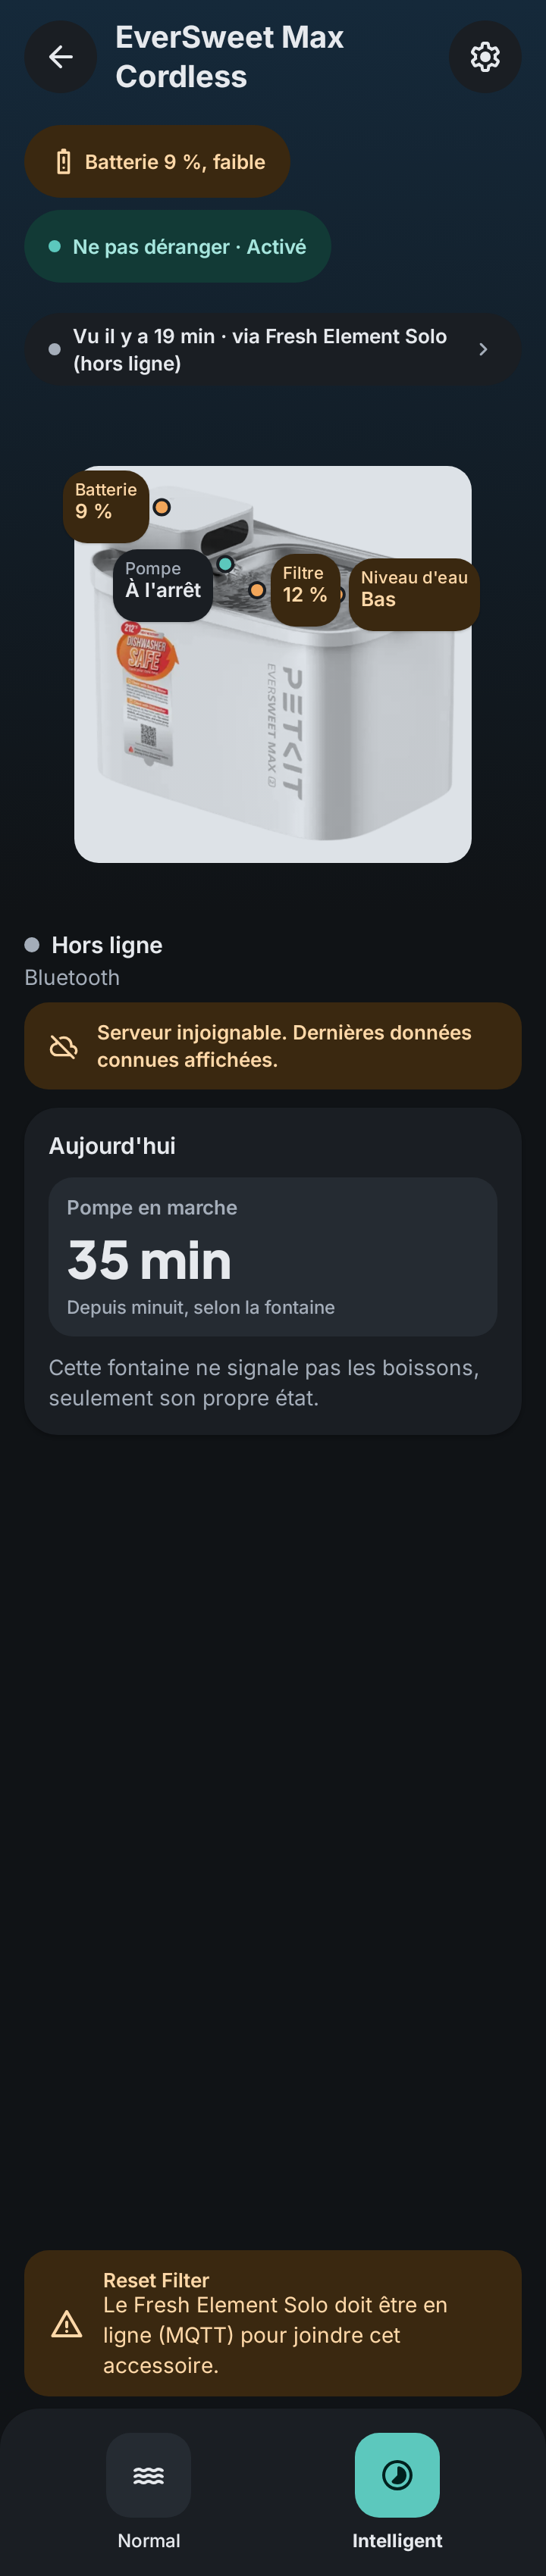 EverSweet Max
Cordless
Batterie 9 %, faible
Ne pas déranger · Activé
Vu il y a 19 min · via Fresh Element Solo
(hors ligne)
Batterie
9 %
Pompe
À l'arrêt
Filtre
12 %
Niveau d'eau
Bas
DISHWASHER
SAFE
PETKIT
EVERSWEET MAX
Hors ligne
Bluetooth
Serveur injoignable. Dernières données
connues affichées.
Aujourd'hui
Pompe en marche
35 min
Depuis minuit, selon la fontaine
Cette fontaine ne signale pas les boissons,
seulement son propre état.
Reset Filter
Le Fresh Element Solo doit être en
ligne (MQTT) pour joindre cet
accessoire.
Normal
Intelligent